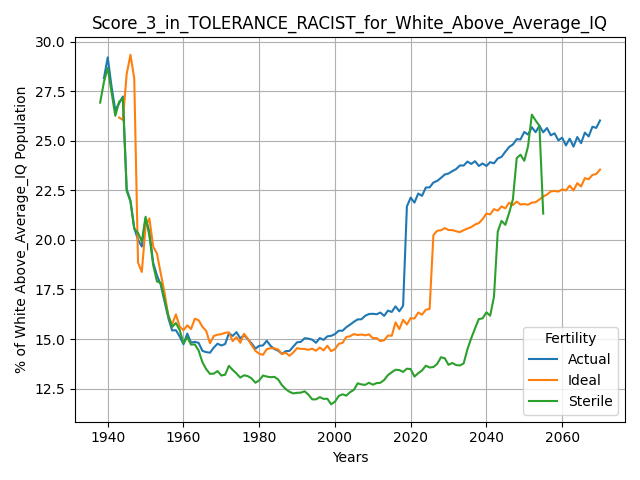 Score_3_in_TOLERANCE_RACIST_for_White_Above_Average_IQ
% of White Above_Average_IQ Population
30.0
27.5
25.0
22.5
20.0
17.5
15.0
12.5
Fertility
Actual
Ideal
Sterile
1940 1960 1980 2000 2020 2040 2060
Years